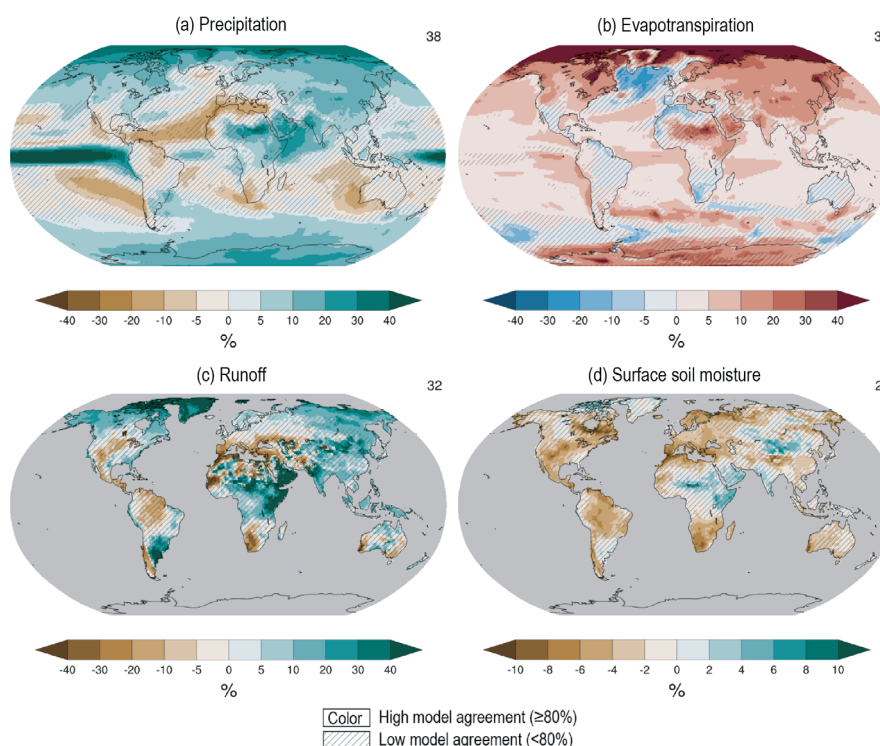 (a) Precipitation
38
(b) Evapotranspiration
3
-40 -30 -20 -10 -5 0 5 10 20 30 40
%
-40 -30 -20 -10 -5 0 5 10 20 30 40
%
(c) Runoff
32
(d) Surface soil moisture
2
-40 -30 -20 -10 -5 0 5 10 20 30 40
%
-10 -8 -6 -4 -2 0 2 4 6 8 10
%
Color High model agreement (≥80%)
Low model agreement (<80%)